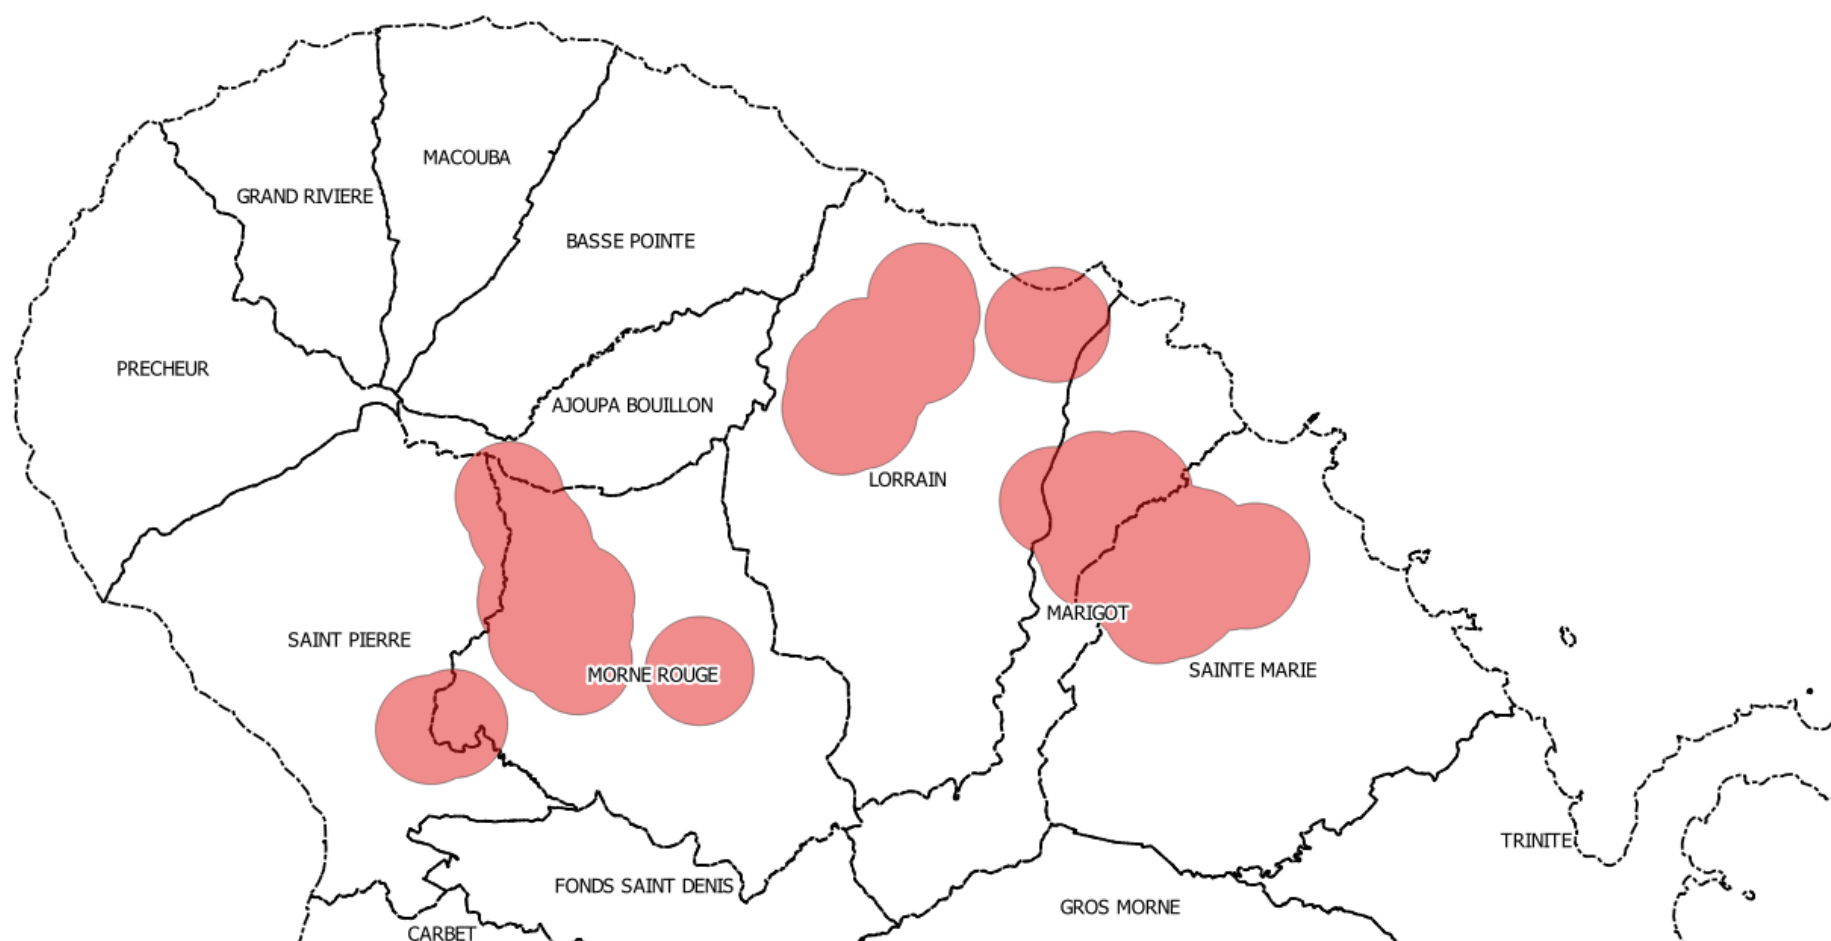 MACOUBA
GRAND RIVIERE
BASSE POINTE
PRECHEUR
AJOUPA BOUILLON
LORRAIN
MARIGOT
SAINT PIERRE
SAINTE MARIE
MORNE ROUGE
TRINITE
FONDS SAINT DENIS
GROS MORNE
CARBET